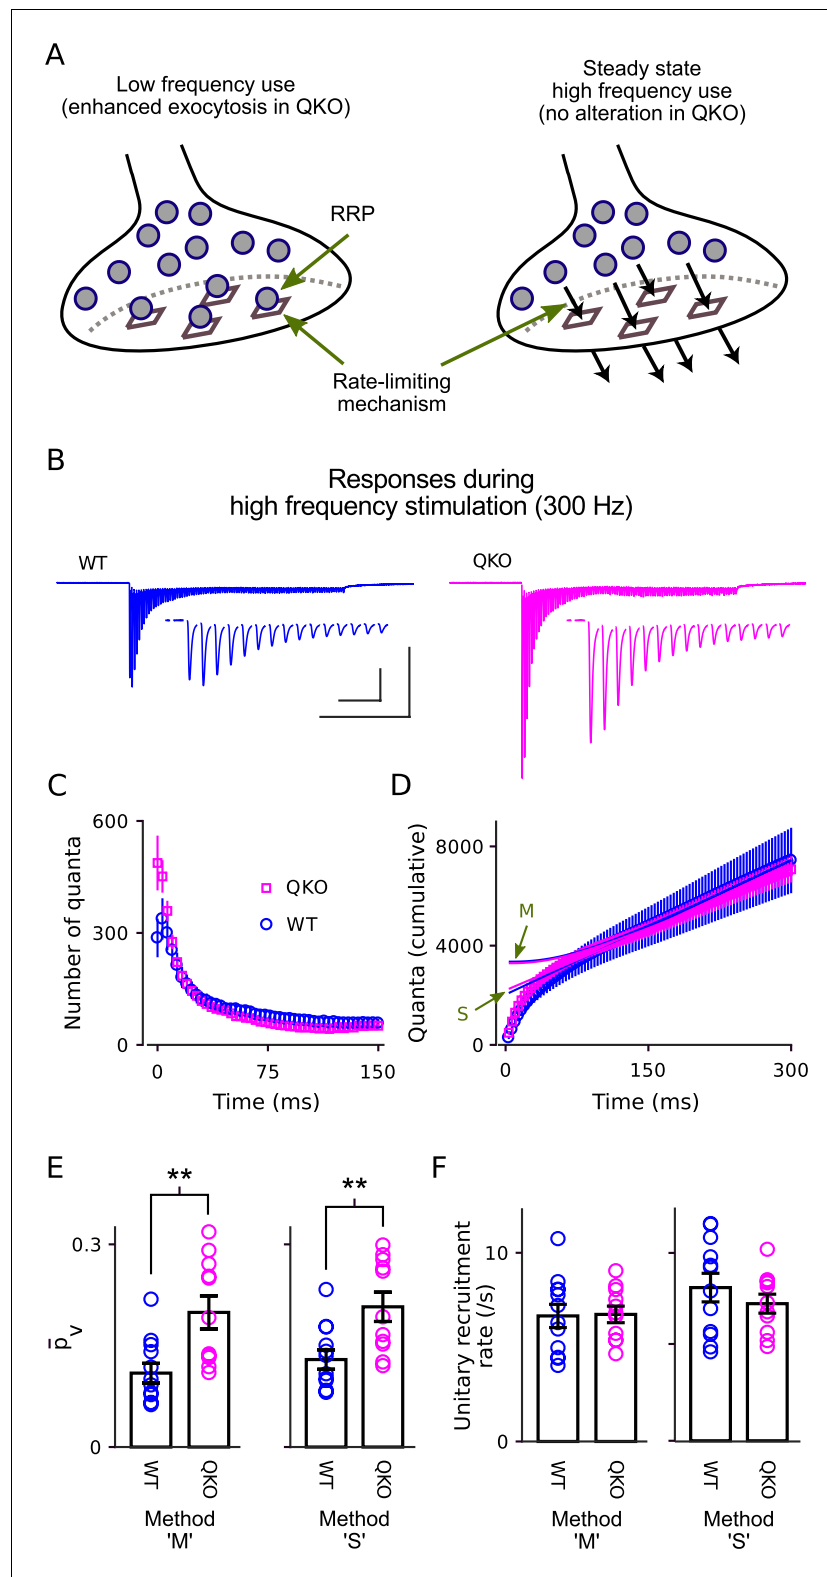 A
Low frequency use
(enhanced exocytosis in QKO)
Steady state
high frequency use
(no alteration in QKO)
RRP
Rate-limiting
mechanism
B
Responses during
high frequency stimulation (300 Hz)
WT
QKO
C
600
300
0
Number of quanta
QKO
WT
0
75
150
Time (ms)
D
8000
4000
0
Quanta (cumulative)
M
S
0
150
300
Time (ms)
E
**
**
0.3
0
p̄v
WT
QKO
WT
QKO
Method
'M'
Method
'S'
F
10
0
Unitary recruitment
rate (/s)
WT
QKO
WT
QKO
Method
'M'
Method
'S'